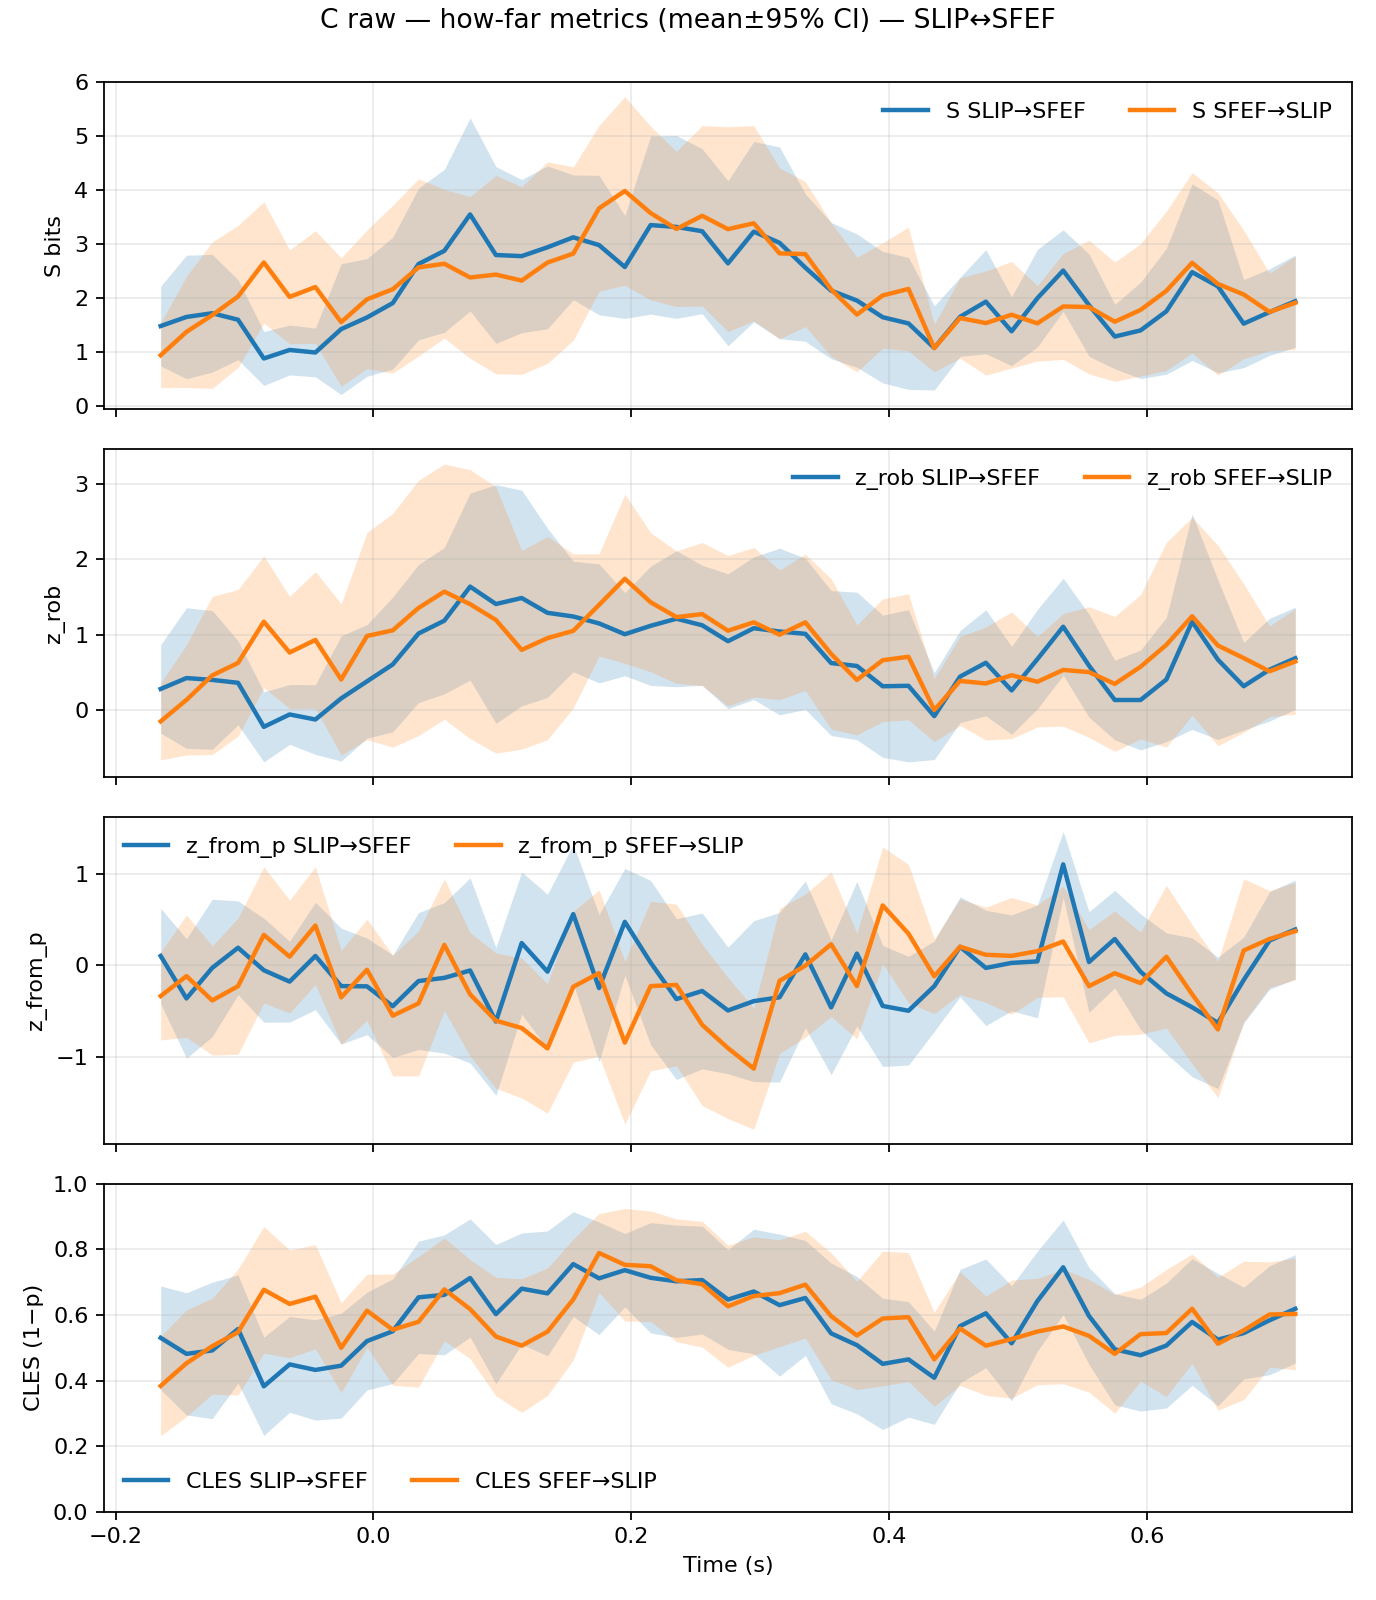 C raw — how-far metrics (mean±95% CI) — SLIP↔SFEF
6
5
4
3
2
1
0
S bits
S SLIP→SFEF
S SFEF→SLIP
3
2
1
0
z_rob
z_rob SLIP→SFEF
z_rob SFEF→SLIP
1
0
−1
z_from_p
z_from_p SLIP→SFEF
z_from_p SFEF→SLIP
1.0
0.8
0.6
0.4
0.2
0.0
CLES (1−p)
CLES SLIP→SFEF
CLES SFEF→SLIP
−0.2
0.0
0.2
0.4
0.6
Time (s)